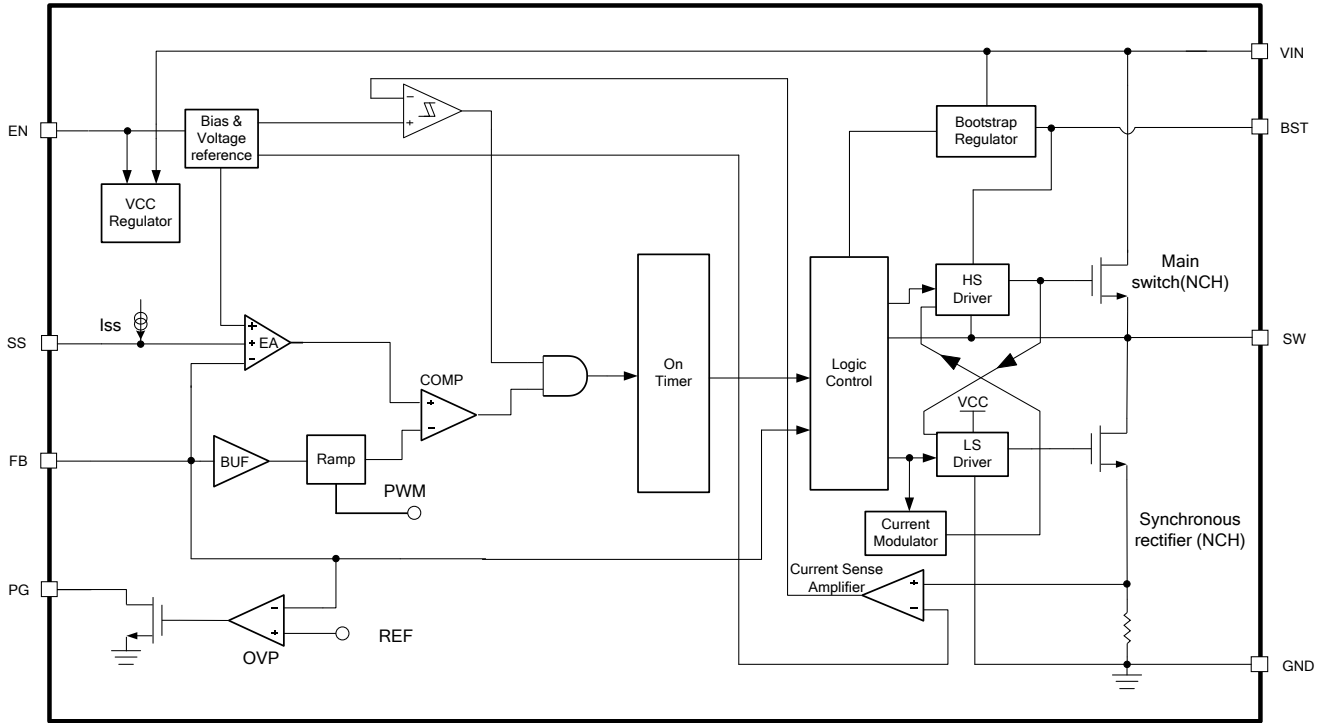 VIN
EN
Bias &
Voltage
reference
Bootstrap
Regulator
BST
VCC
Regulator
Main
switch(NCH)
HS
Driver
Iss
SS
EA
On
Timer
Logic
Control
SW
COMP
VCC
LS
Driver
FB
BUF
Ramp
PWM
Current
Modulator
Synchronous
rectifier (NCH)
Current Sense
Amplifier
PG
REF
OVP
GND